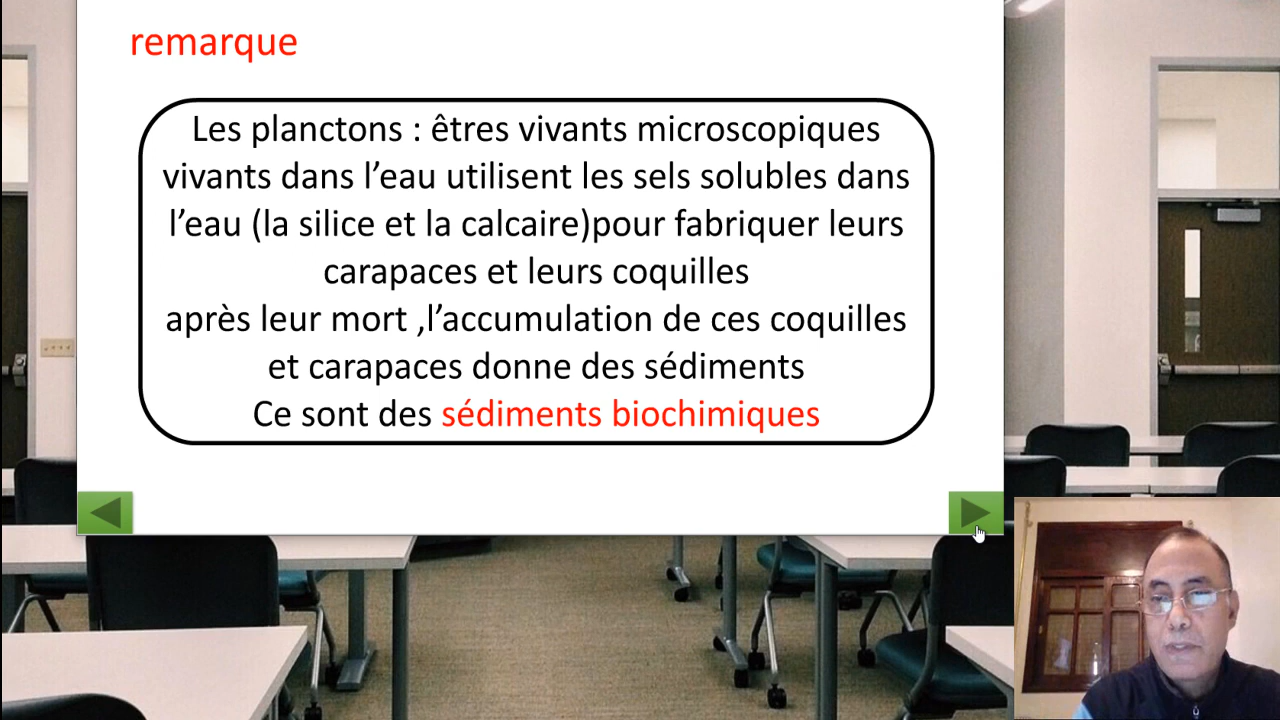 remarque
Les planctons : êtres vivants microscopiques
vivants dans l’eau utilisent les sels solubles dans
l’eau (la silice et la calcaire)pour fabriquer leurs
carapaces et leurs coquilles
après leur mort ,l’accumulation de ces coquilles
et carapaces donne des sédiments
Ce sont des sédiments biochimiques